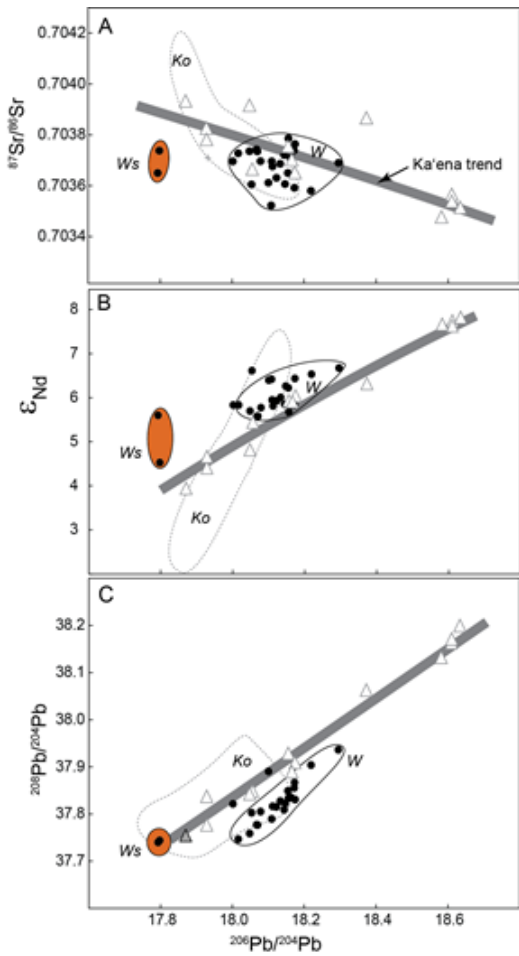 A
0.7042
0.7040
0.7038
0.7036
0.7034
⁸⁷Sr/⁸⁶Sr
Ko
W
Ws
Ka'ena trend
B
8
7
6
5
4
3
εNd
W
Ws
Ko
C
38.2
38.1
38.0
37.9
37.8
37.7
²⁰⁸Pb/²⁰⁴Pb
Ko
W
Ws
17.8 18.0 18.2 18.4 18.6
²⁰⁶Pb/²⁰⁴Pb